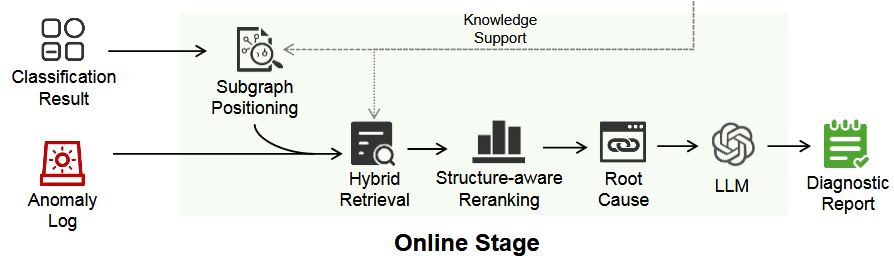 Knowledge
Support
Classification
Result
Subgraph
Positioning
Anomaly
Log
Hybrid
Retrieval
Structure-aware
Reranking
Root
Cause
LLM
Diagnostic
Report
Online Stage